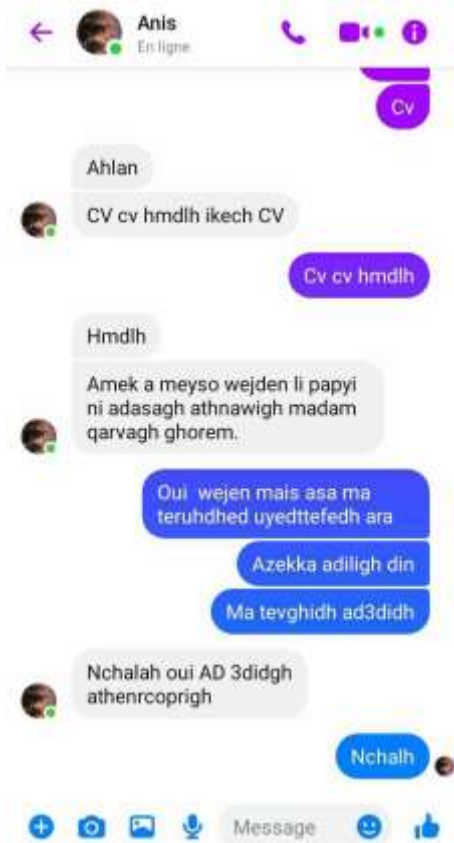 Anis
En ligne
Cv
Ahlan
CV cv hmdlh ikech CV
Cv cv hmdlh
Hmdlh
Amek a meyso wejden li papyi
ni adasagh athnawigh madam
qarvagh ghorem.
Oui wejen mais asa ma
teruhdhed uyedttefedh ara
Azekka adiligh din
Ma tevghidh ad3didh
Nchalah oui AD 3didgh
athenrcoprigh
Nchalh
Message